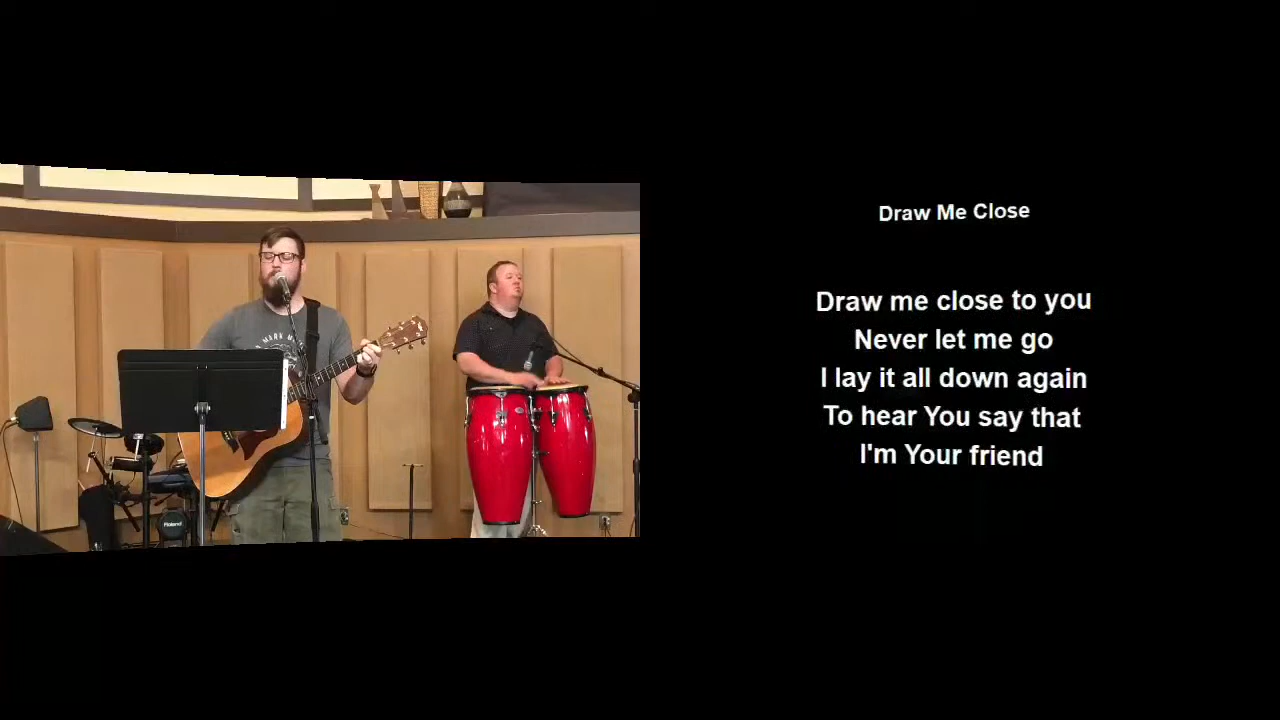 Draw Me Close
Draw me close to you
Never let me go
I lay it all down again
To hear You say that
I'm Your friend
Roland